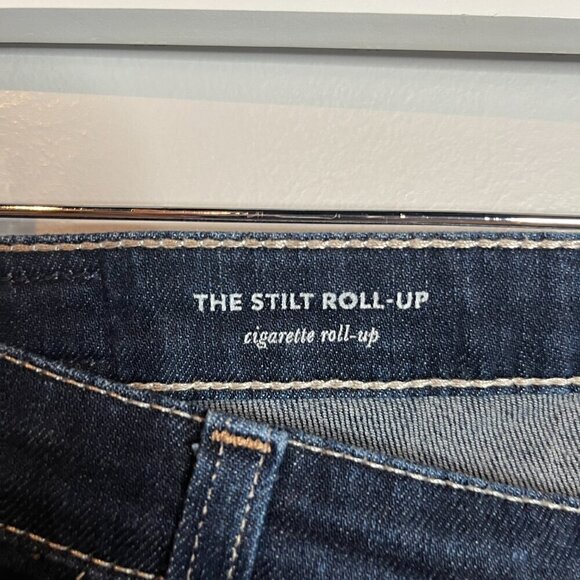 THE STILT ROLL-UP
cigarette roll-up